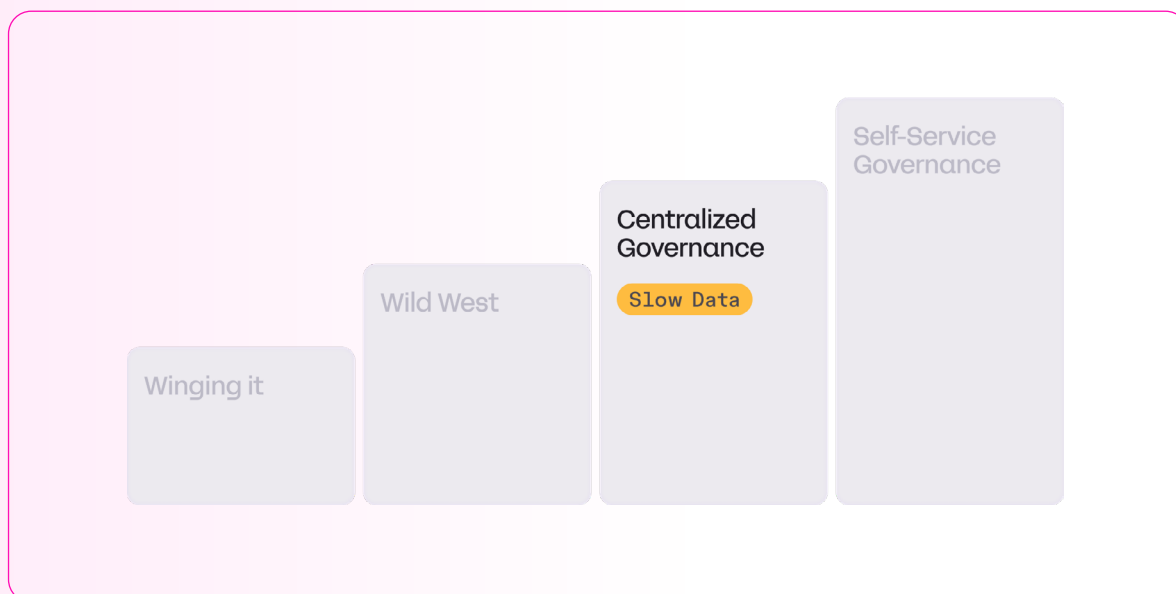 Winging it
Wild West
Centralized
Governance
Slow Data
Self-Service
Governance